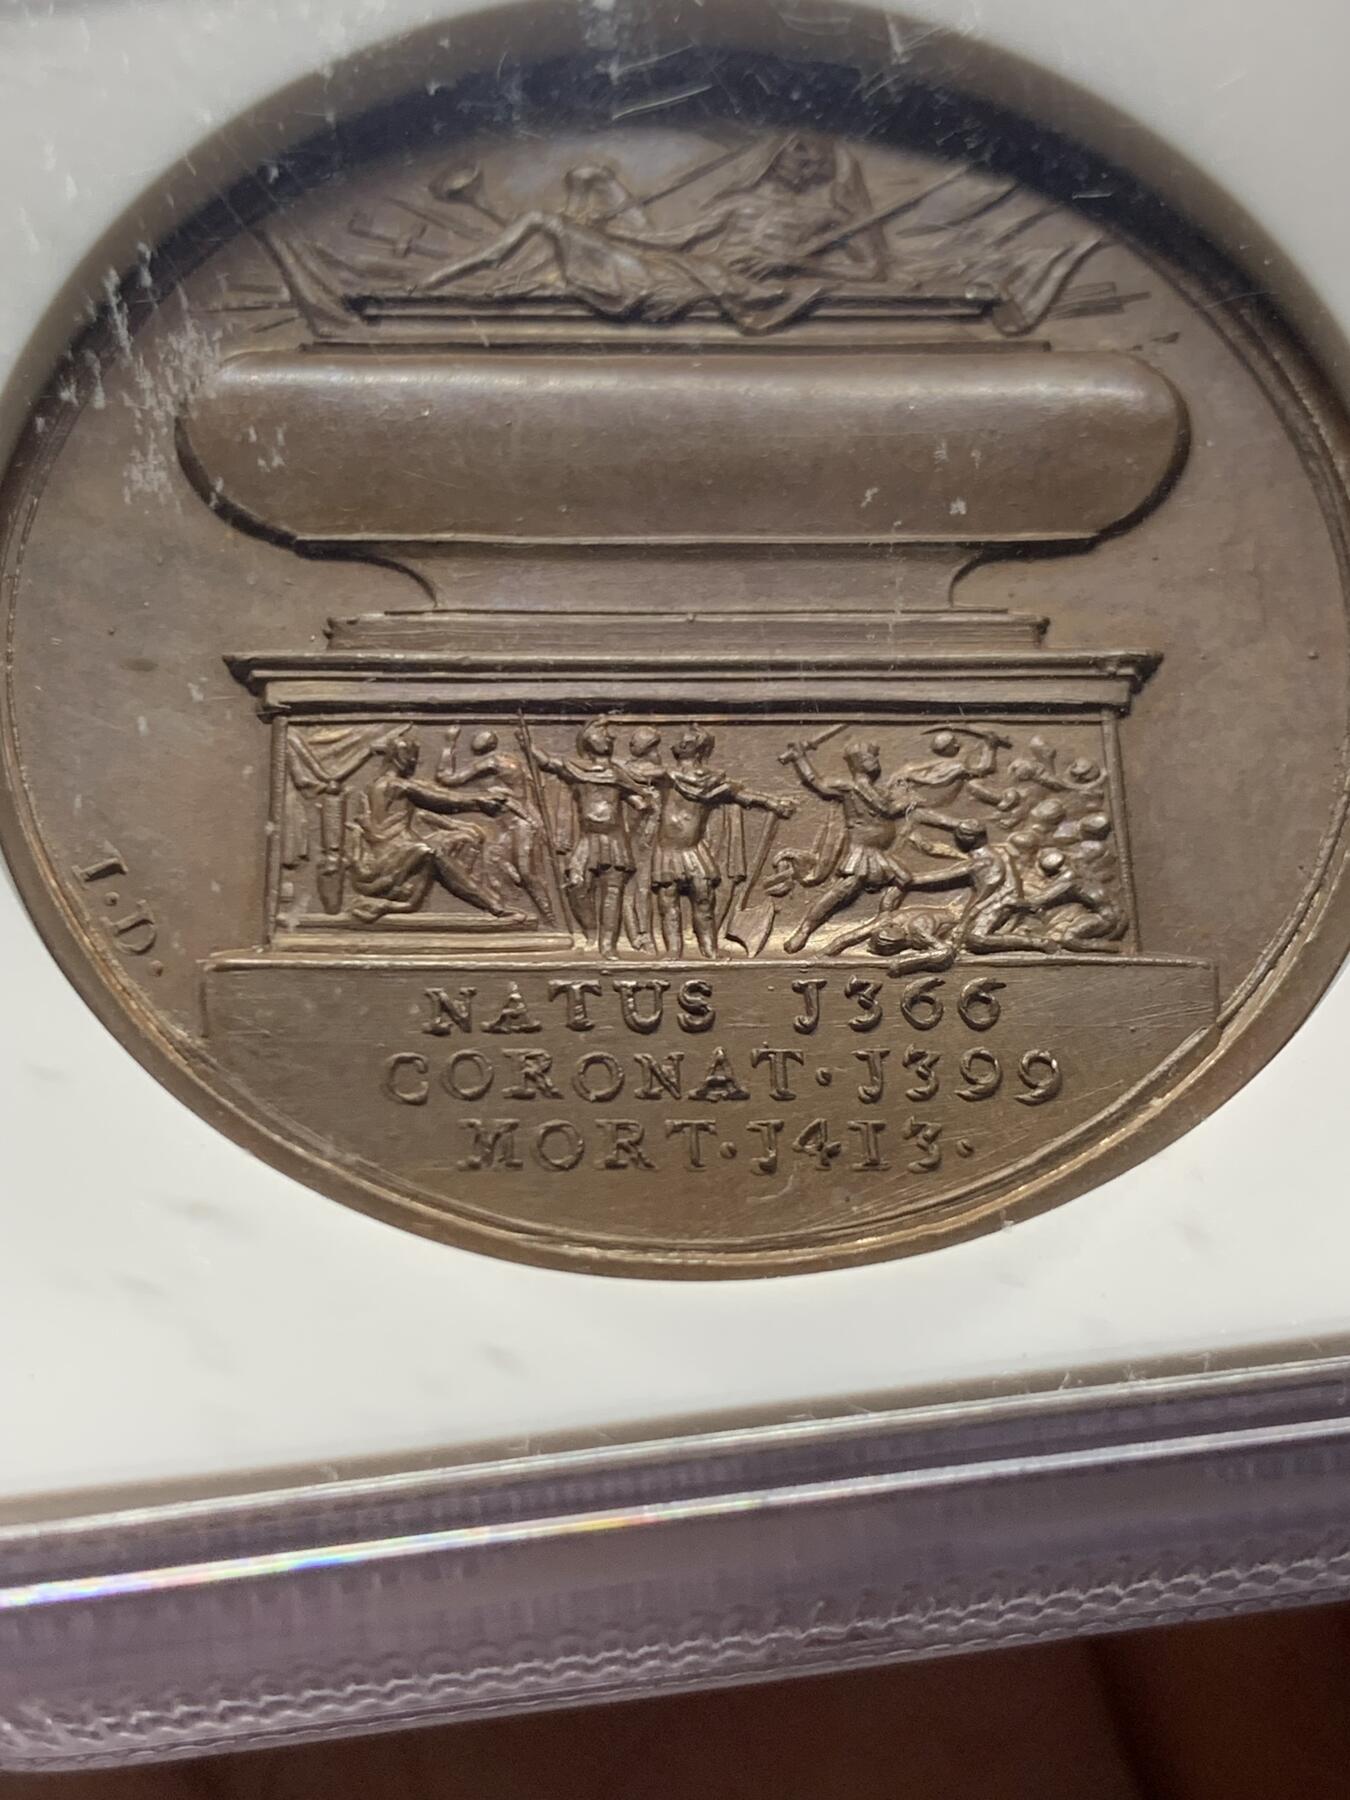 I.D.
NATUS J366
CORONAT·J399
MORT·J4I3·